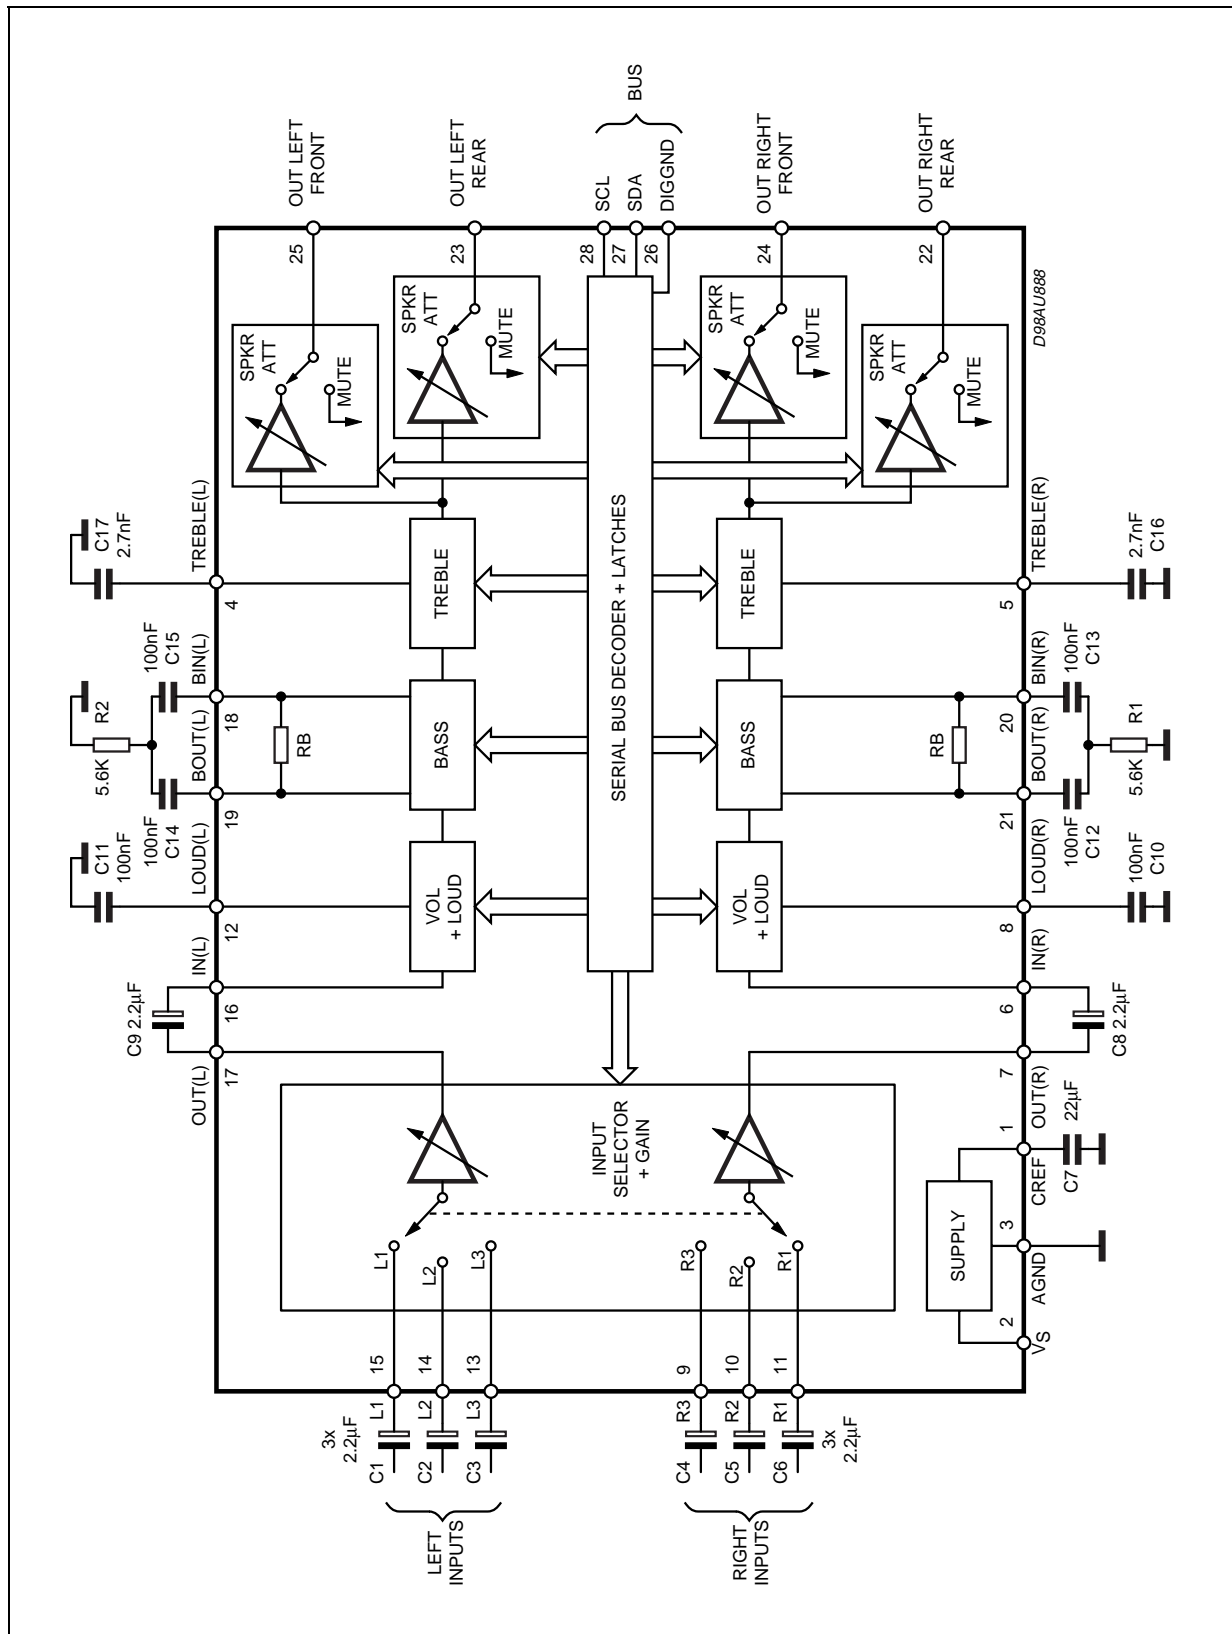 BUS
OUT LEFT
FRONT
OUT LEFT
REAR
SCL
SDA
DIGGND
OUT RIGHT
FRONT
OUT RIGHT
REAR
25
23
28
27
26
24
22
D98AU888
SPKR
ATT
MUTE
SPKR
ATT
MUTE
SPKR
ATT
MUTE
SPKR
ATT
MUTE
C17
2.7nF
TREBLE(L)
4
TREBLE
SERIAL BUS DECODER + LATCHES
TREBLE
TREBLE(R)
5
2.7nF
C16
R2
5.6K
100nF
C15
BIN(L)
18
BOUT(L)
19
100nF
C14
RB
BASS
BASS
RB
BIN(R)
20
BOUT(R)
21
100nF
C13
R1
5.6K
100nF
C12
C11
100nF
LOUD(L)
12
VOL
+ LOUD
VOL
+ LOUD
LOUD(R)
8
100nF
C10
IN(L)
16
C9 2.2µF
OUT(L)
17
IN(R)
6
C8 2.2µF
7
OUT(R)
INPUT
SELECTOR
+ GAIN
1
CREF
22µF
C7
SUPPLY
3
AGND
2
VS
L1
L2
L3
R3
R2
R1
15
14
13
9
10
11
L1
L2
L3
R3
R2
R1
3x
2.2µF
C1
C2
C3
C4
C5
C6
3x
2.2µF
LEFT
INPUTS
RIGHT
INPUTS